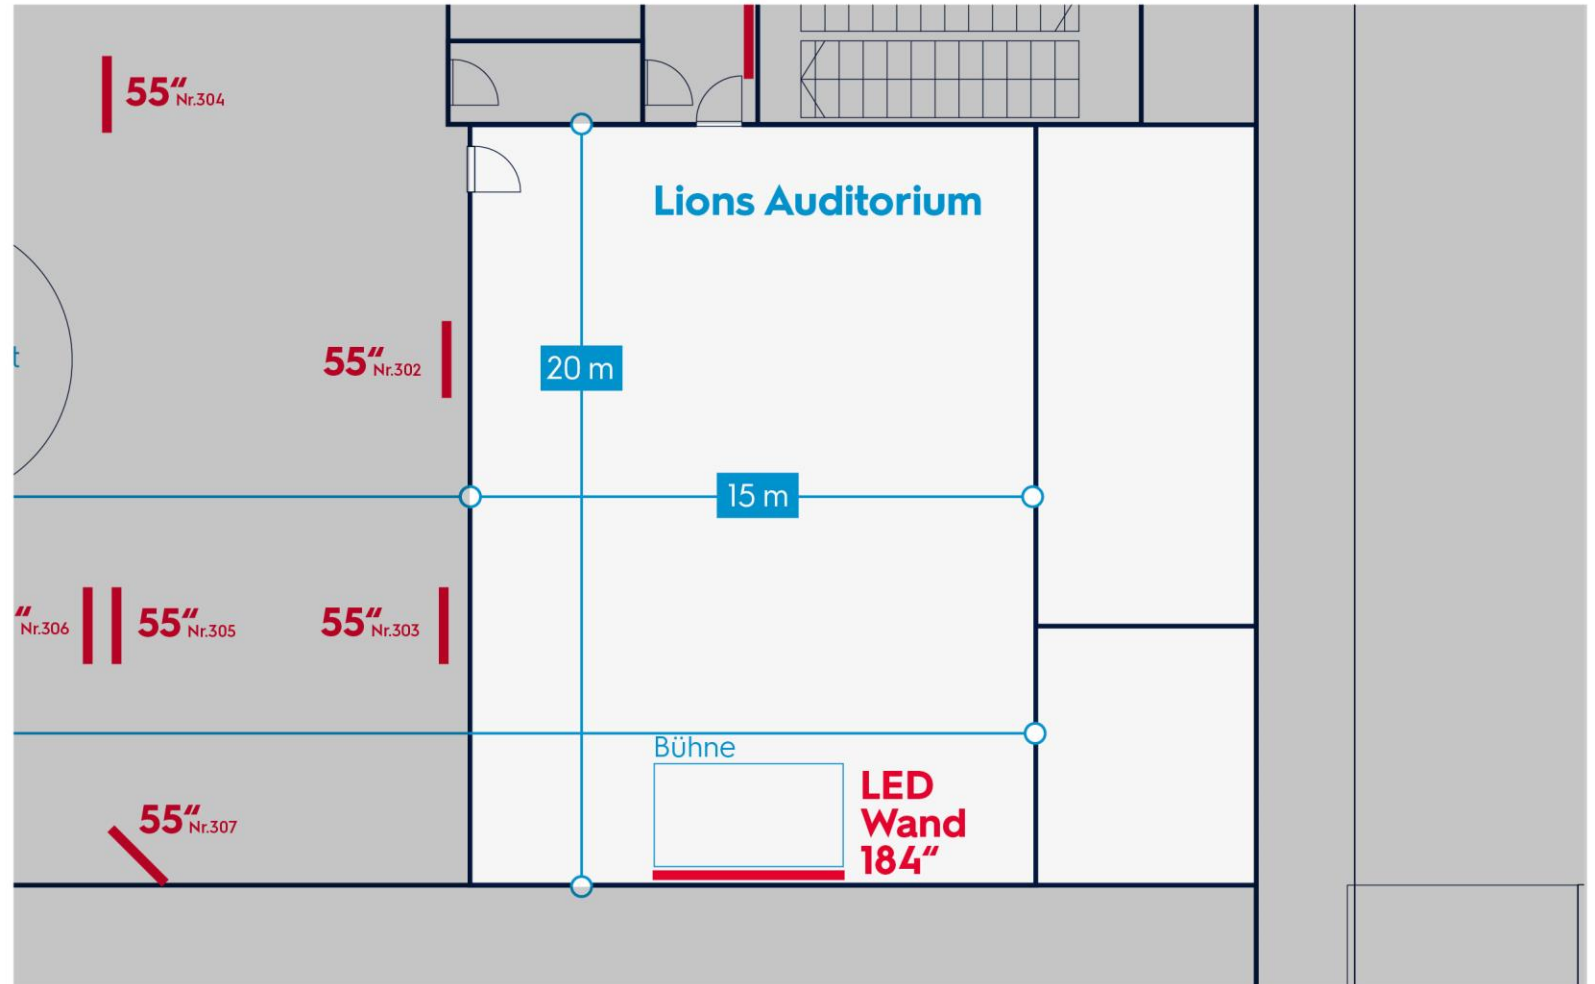 55“ Nr.304
Lions Auditorium
t
55“ Nr.302
20 m
15 m
“ Nr.306
55“ Nr.305
55“ Nr.303
Bühne
LED
Wand
184“
55“ Nr.307